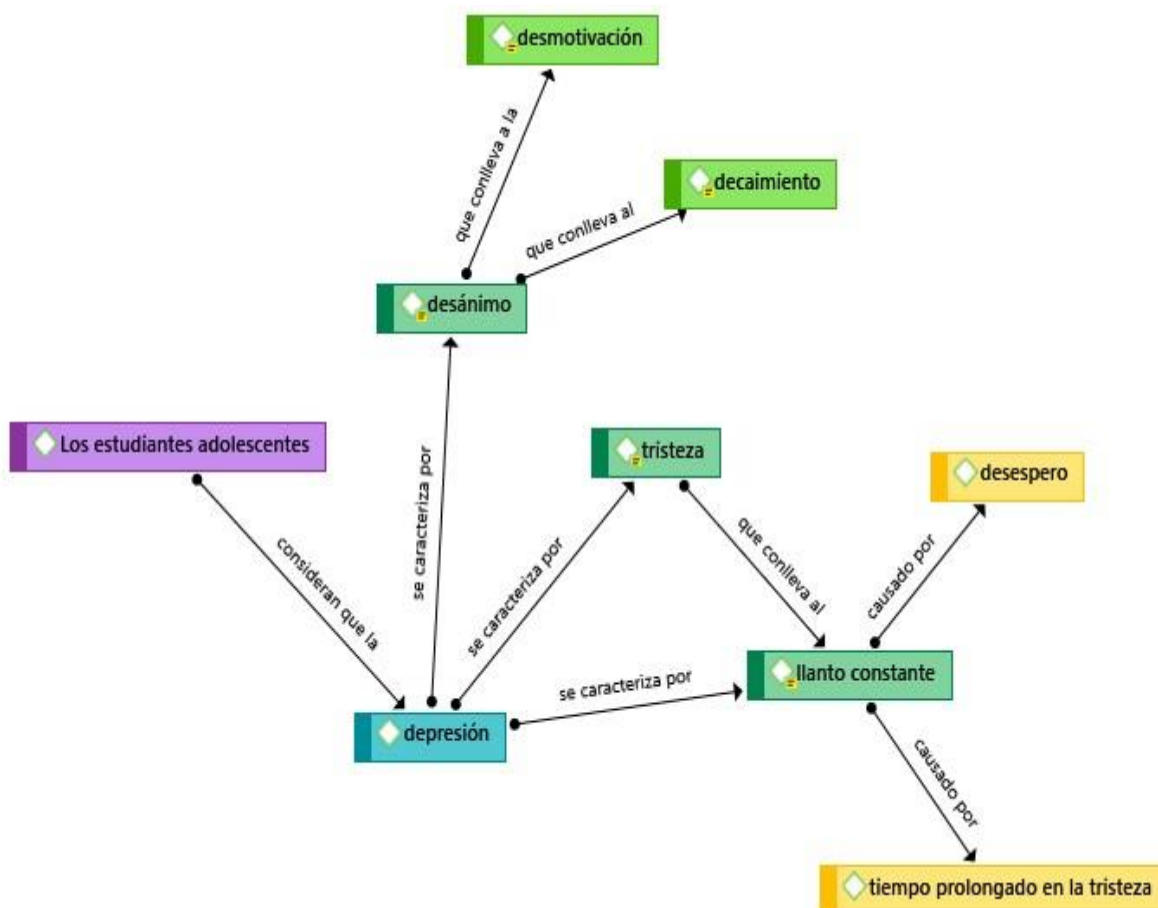 desmotivación
que conlleva a la
decaimiento
que conlleva al
desánimo
Los estudiantes adolescentes
se caracteriza por
tristeza
desespero
consideran que la
se caracteriza por
que conlleva al
causado por
llanto constante
se caracteriza por
depresión
causado por
tiempo prolongado en la tristeza